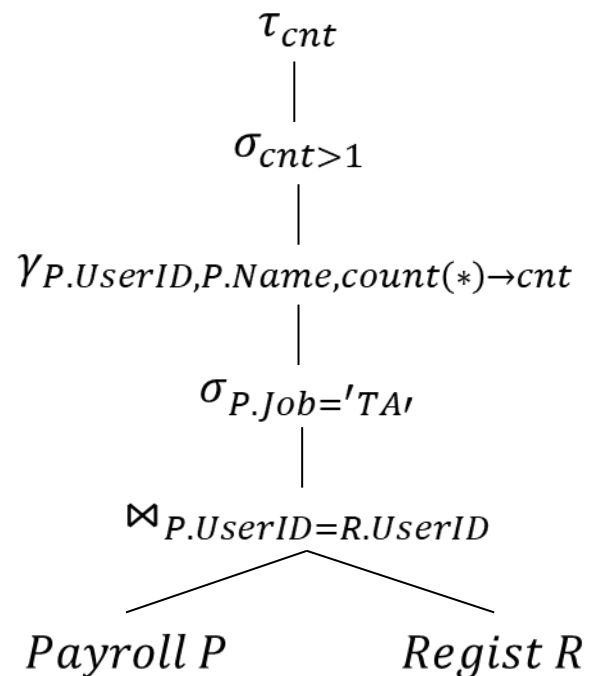 τ_cnt
σ_cnt>1
γ_P.UserID,P.Name,count(*)→cnt
σ_P.Job='TA'
⋈_P.UserID=R.UserID
Payroll P Regist R